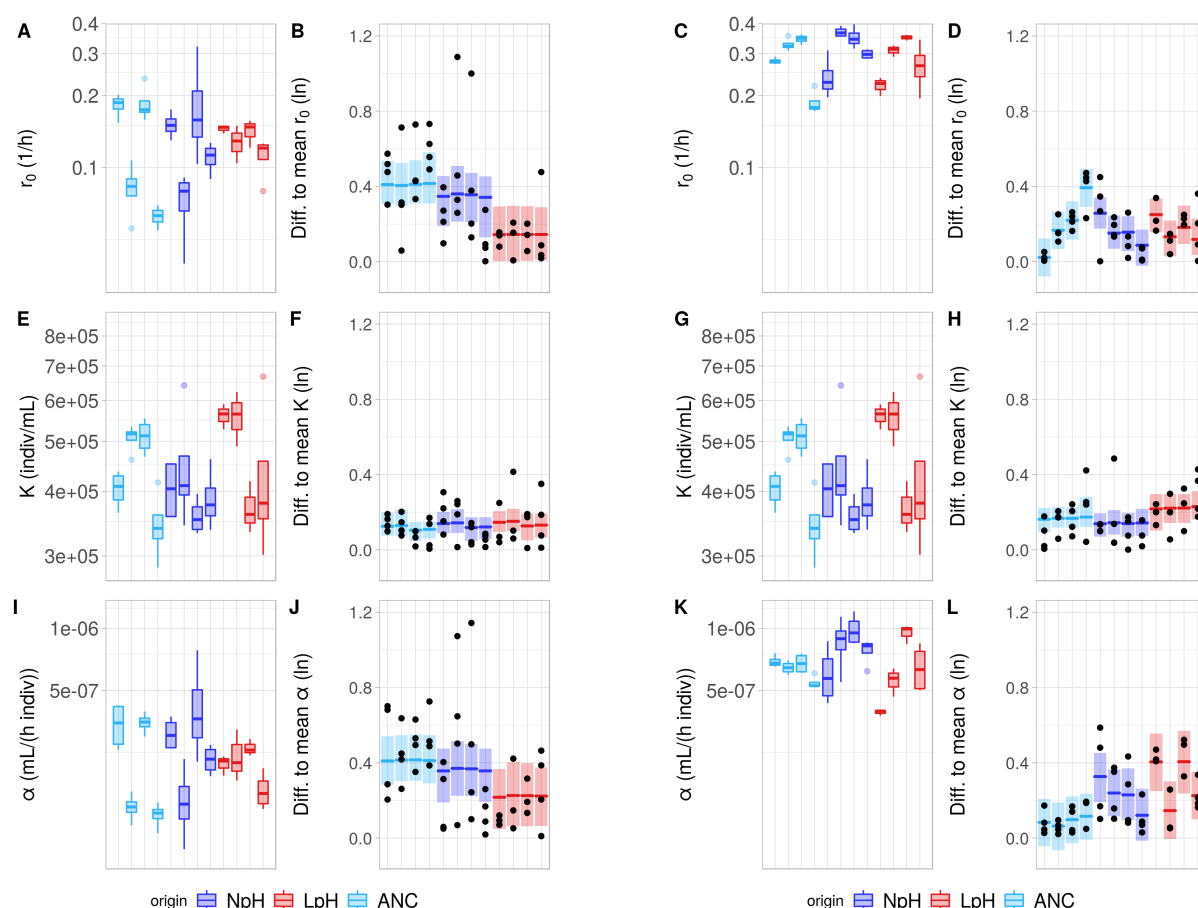 A
r0 (1/h)
0.4
0.3
0.2
0.1
B
Diff. to mean r0 (ln)
1.2
0.8
0.4
0.0
C
r0 (1/h)
0.4
0.3
0.2
0.1
D
Diff. to mean r0 (ln)
1.2
0.8
0.4
0.0
E
K (indiv/mL)
8e+05
7e+05
6e+05
5e+05
4e+05
3e+05
F
Diff. to mean K (ln)
1.2
0.8
0.4
0.0
G
K (indiv/mL)
8e+05
7e+05
6e+05
5e+05
4e+05
3e+05
H
Diff. to mean K (ln)
1.2
0.8
0.4
0.0
I
α (mL/(h indiv))
1e-06
5e-07
J
Diff. to mean α (ln)
1.2
0.8
0.4
0.0
K
α (mL/(h indiv))
1e-06
5e-07
L
Diff. to mean α (ln)
1.2
0.8
0.4
0.0
origin NpH LpH ANC
origin NpH LpH ANC